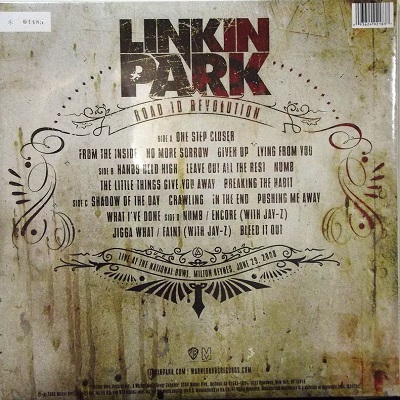 LINKIN
PARK
ROAD TO REVOLUTION
SIDE A ONE STEP CLOSER
FROM THE INSIDE NO MORE SORROW GIVEN UP LYING FROM YOU
SIDE B HANDS HELD HIGH LEAVE OUT ALL THE REST NUMB
THE LITTLE THINGS GIVE YOU AWAY BREAKING THE HABIT
SIDE C SHADOW OF THE DAY CRAWLING IN THE END PUSHING ME AWAY
WHAT I'VE DONE SIDE D NUMB / ENCORE (WITH JAY-Z)
JIGGA WHAT / FAINT (WITH JAY-Z) BLEED IT OUT
LIVE AT THE NATIONAL BOWL, MILTON KEYNES, JUNE 29, 2008
LINKINPARK.COM | WARNERBROSRECORDS.COM